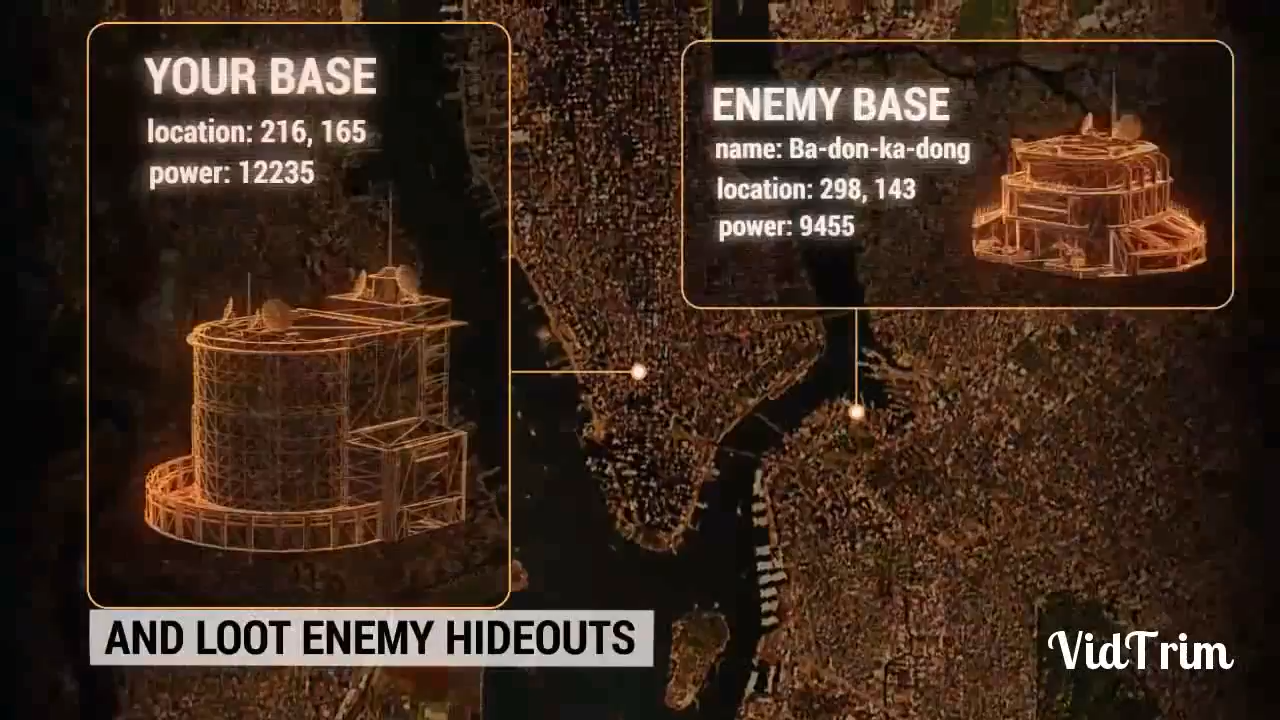 YOUR BASE
location: 216, 165
power: 12235
ENEMY BASE
name: Ba-don-ka-dong
location: 298, 143
power: 9455
AND LOOT ENEMY HIDEOUTS
VidTrim